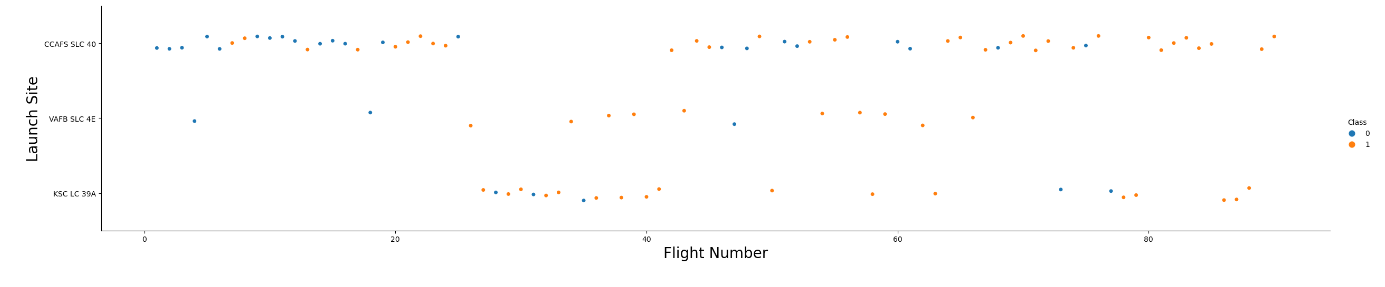 CCAFS SLC 40
VAFB SLC 4E
KSC LC 39A
Launch Site
0 20 40 60 80
Flight Number
Class
0
1